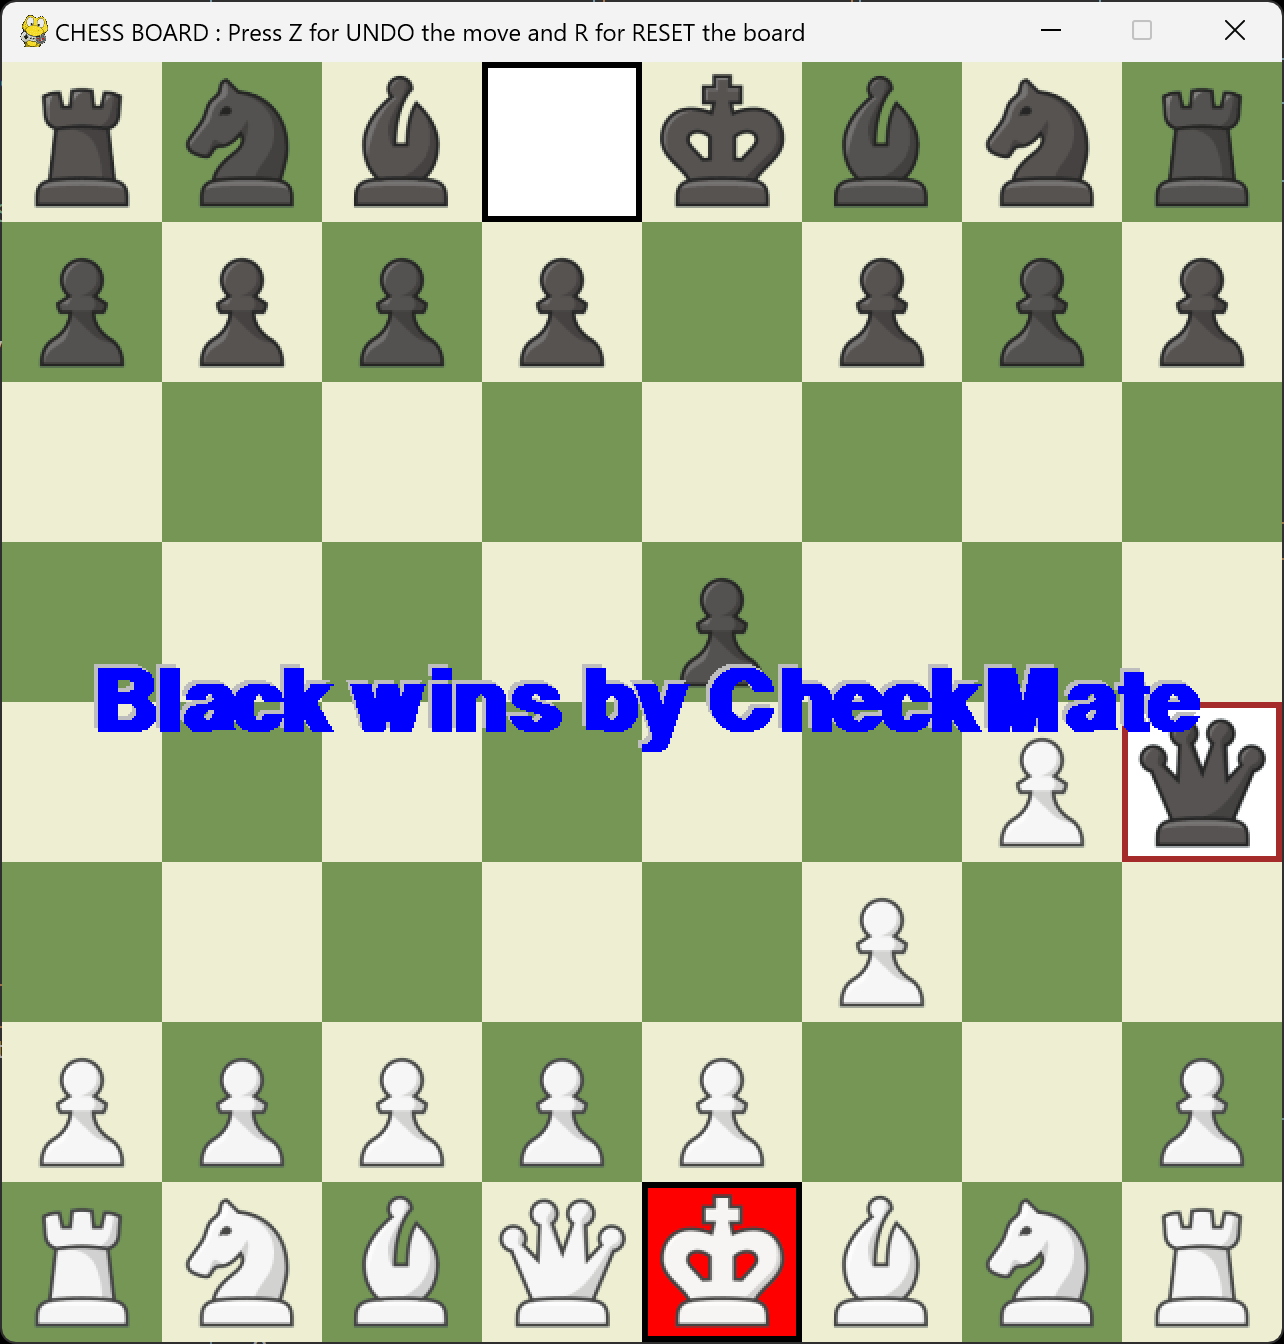 CHESS BOARD : Press Z for UNDO the move and R for RESET the board
Black wins by CheckMate